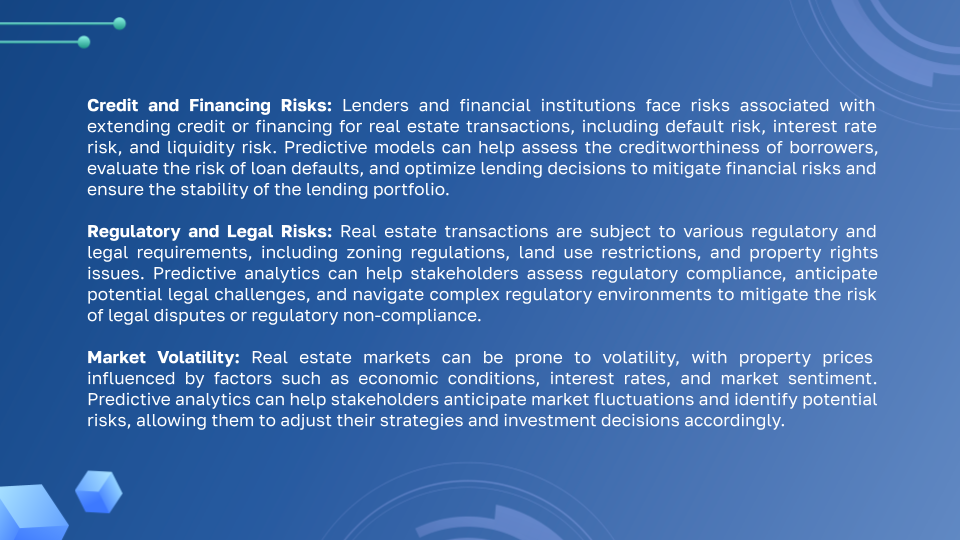 Credit and Financing Risks: Lenders and financial institutions face risks associated with
extending credit or financing for real estate transactions, including default risk, interest rate
risk, and liquidity risk. Predictive models can help assess the creditworthiness of borrowers,
evaluate the risk of loan defaults, and optimize lending decisions to mitigate financial risks and
ensure the stability of the lending portfolio.
Regulatory and Legal Risks: Real estate transactions are subject to various regulatory and
legal requirements, including zoning regulations, land use restrictions, and property rights
issues. Predictive analytics can help stakeholders assess regulatory compliance, anticipate
potential legal challenges, and navigate complex regulatory environments to mitigate the risk
of legal disputes or regulatory non-compliance.
Market Volatility: Real estate markets can be prone to volatility, with property prices
influenced by factors such as economic conditions, interest rates, and market sentiment.
Predictive analytics can help stakeholders anticipate market fluctuations and identify potential
risks, allowing them to adjust their strategies and investment decisions accordingly.